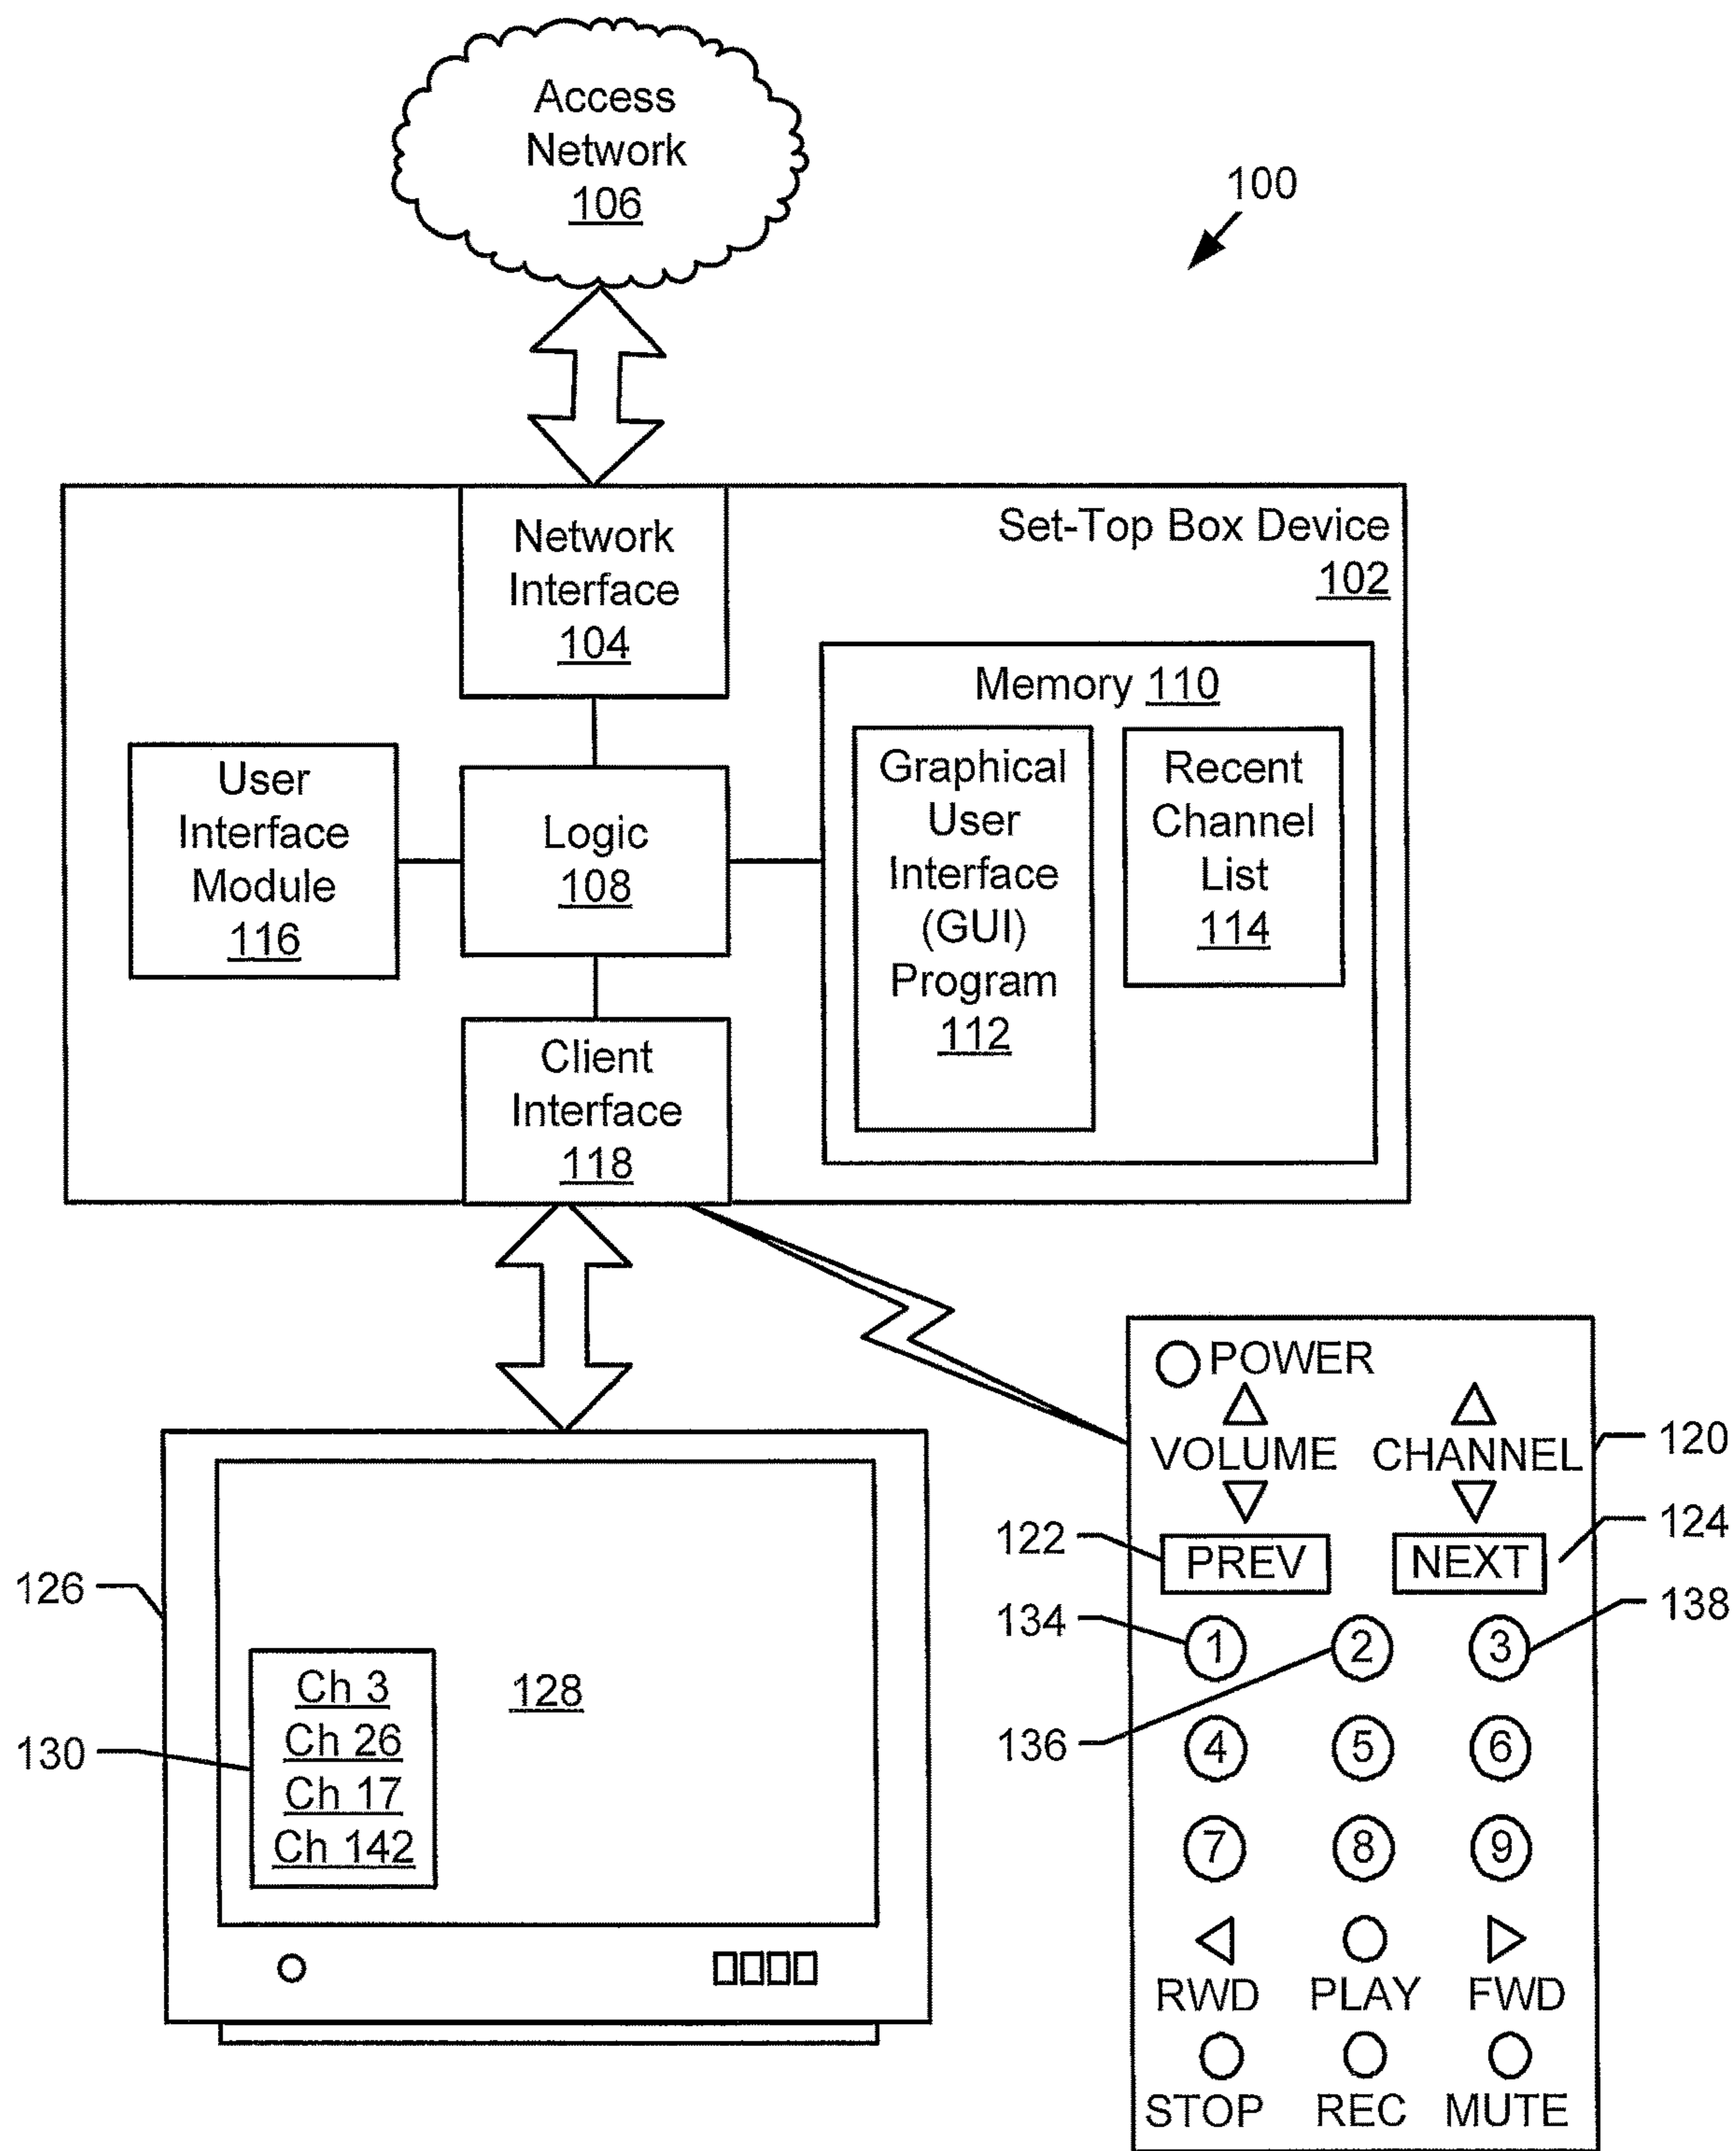 Access
Network
106
100
Set-Top Box Device
102
Network
Interface
104
Memory 110
User
Interface
Module
116
Logic
108
Graphical
User
Interface
(GUI)
Program
112
Recent
Channel
List
114
Client
Interface
118
POWER
VOLUME
CHANNEL
120
122
PREV
NEXT
124
126
134
1
2
3
138
136
130
Ch 3
Ch 26
Ch 17
Ch 142
128
4
5
6
7
8
9
RWD
PLAY
FWD
STOP
REC
MUTE